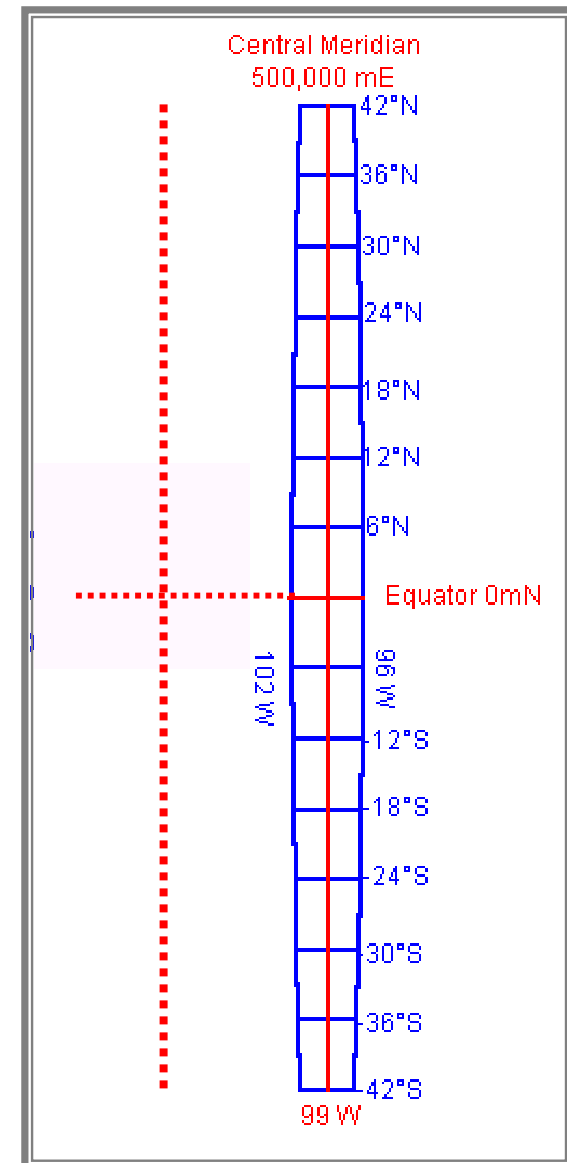 Central Meridian
500,000 mE
42°N
36°N
30°N
24°N
18°N
12°N
6°N
Equator 0mN
102 W
96 W
-12°S
-18°S
-24°S
-30°S
-36°S
-42°S
99 W